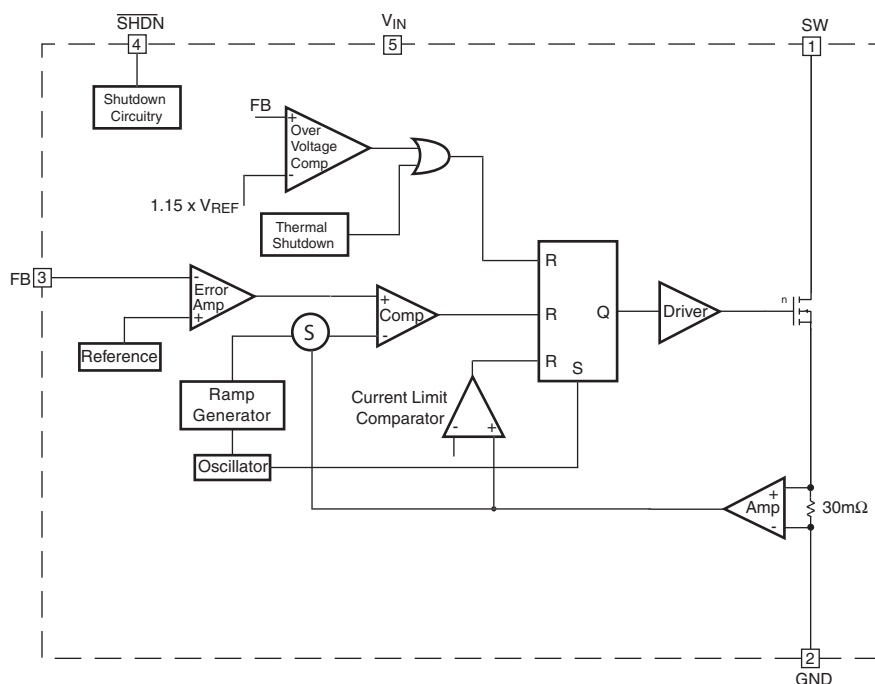 SHDN
VIN
SW
4
5
1
Shutdown
Circuitry
FB
+
Over
Voltage
Comp
-
1.15 x VREF
Thermal
Shutdown
R
FB 3
-
Error
Amp
+
+
Comp
-
S
R
Q
Driver
n
Reference
R
S
Ramp
Generator
Current Limit
Comparator
-
+
Oscillator
+
Amp
-
30mΩ
2
GND